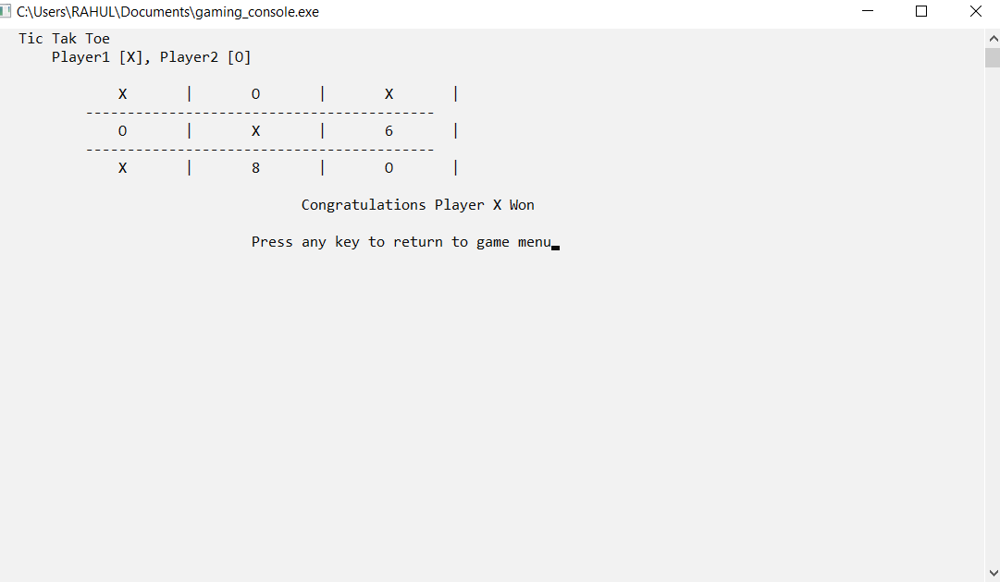 C:\Users\RAHUL\Documents\gaming_console.exe
Tic Tak Toe
Player1 [X], Player2 [O]
X | O | X |
------------------------------------------
O | X | 6 |
------------------------------------------
X | 8 | O |
Congratulations Player X Won
Press any key to return to game menu